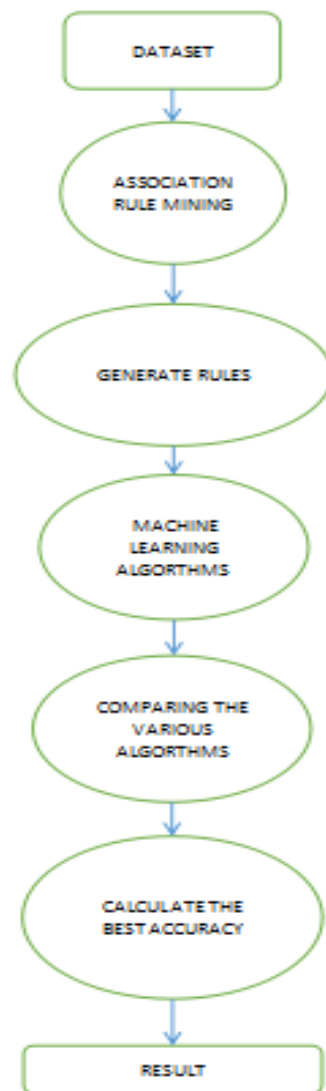 DATASET
ASSOCIATION
RULE MINING
GENERATE RULES
MACHINE
LEARNING
ALGORTHMS
COMPARING THE
VARIOUS
ALGORTHMS
CALCULATE THE
BEST ACCURACY
RESULT